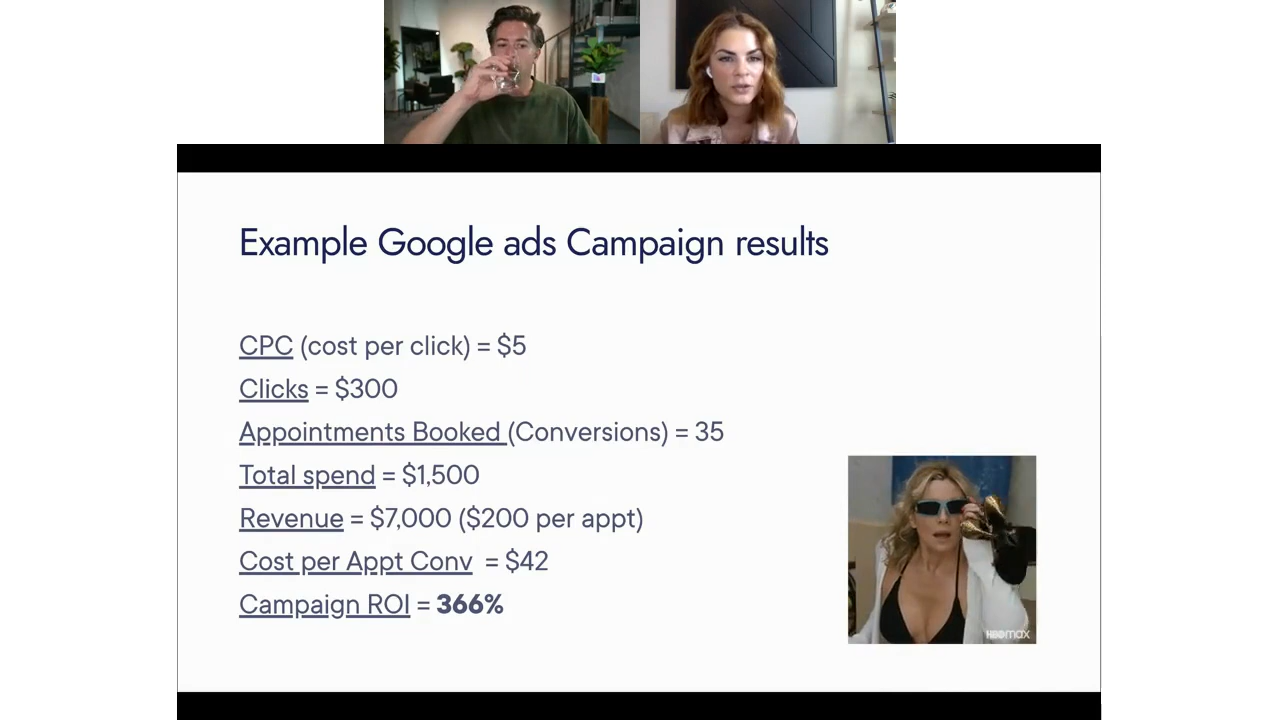 Example Google ads Campaign results
CPC (cost per click) = $5
Clicks = $300
Appointments Booked (Conversions) = 35
Total spend = $1,500
Revenue = $7,000 ($200 per appt)
Cost per Appt Conv = $42
Campaign ROI = 366%
HBOmax